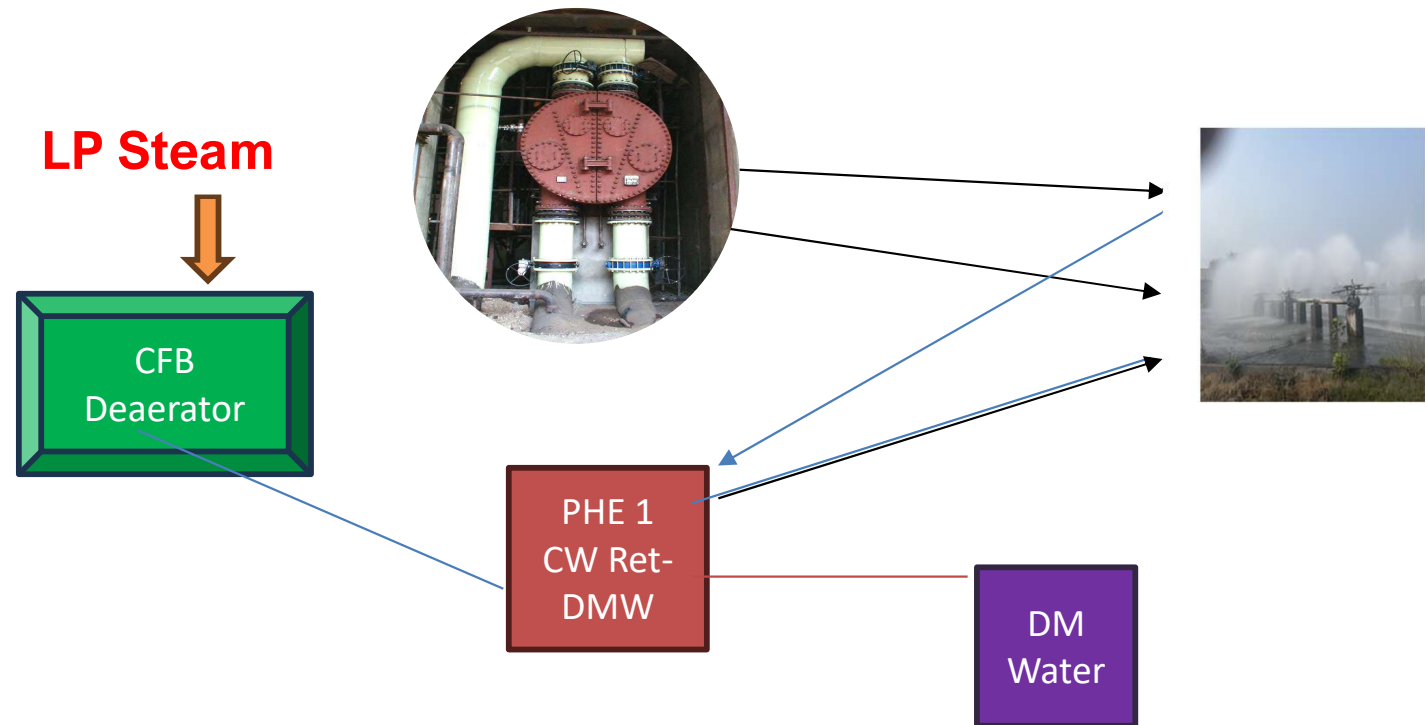 LP Steam
CFB
Deaerator
PHE 1
CW Ret-
DMW
DM
Water